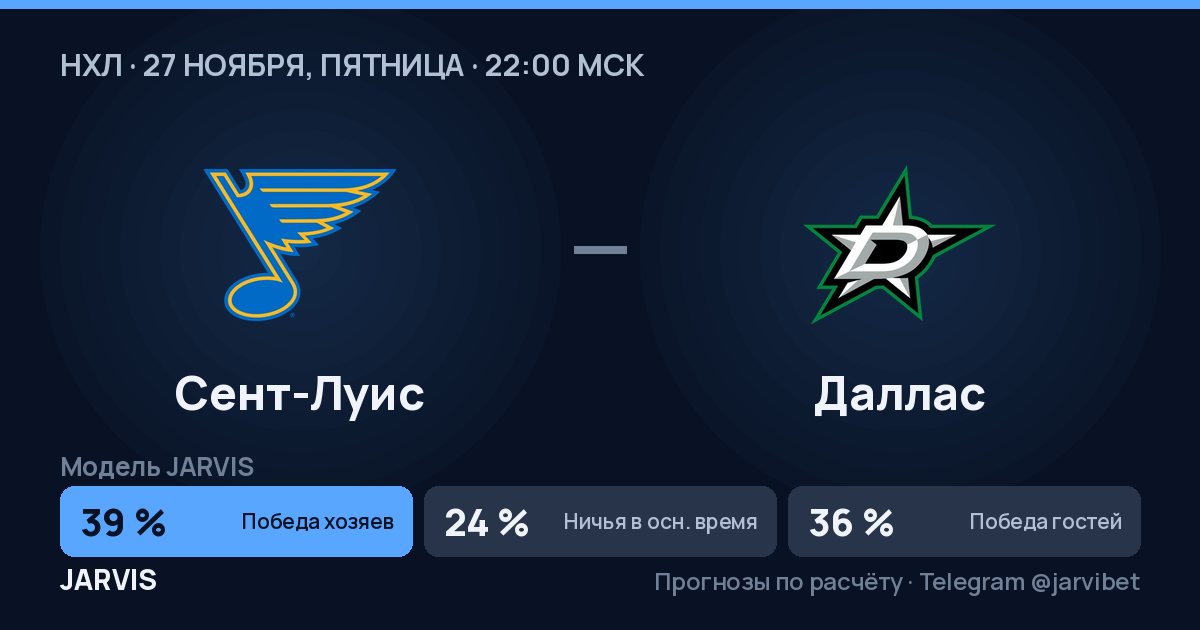 НХЛ · 27 НОЯБРЯ, ПЯТНИЦА · 22:00 МСК
D
Сент-Луис
Даллас
Модель JARVIS
39 % Победа хозяев
24 % Ничья в осн. время
36 % Победа гостей
JARVIS
Прогнозы по расчёту · Telegram @jarvibet